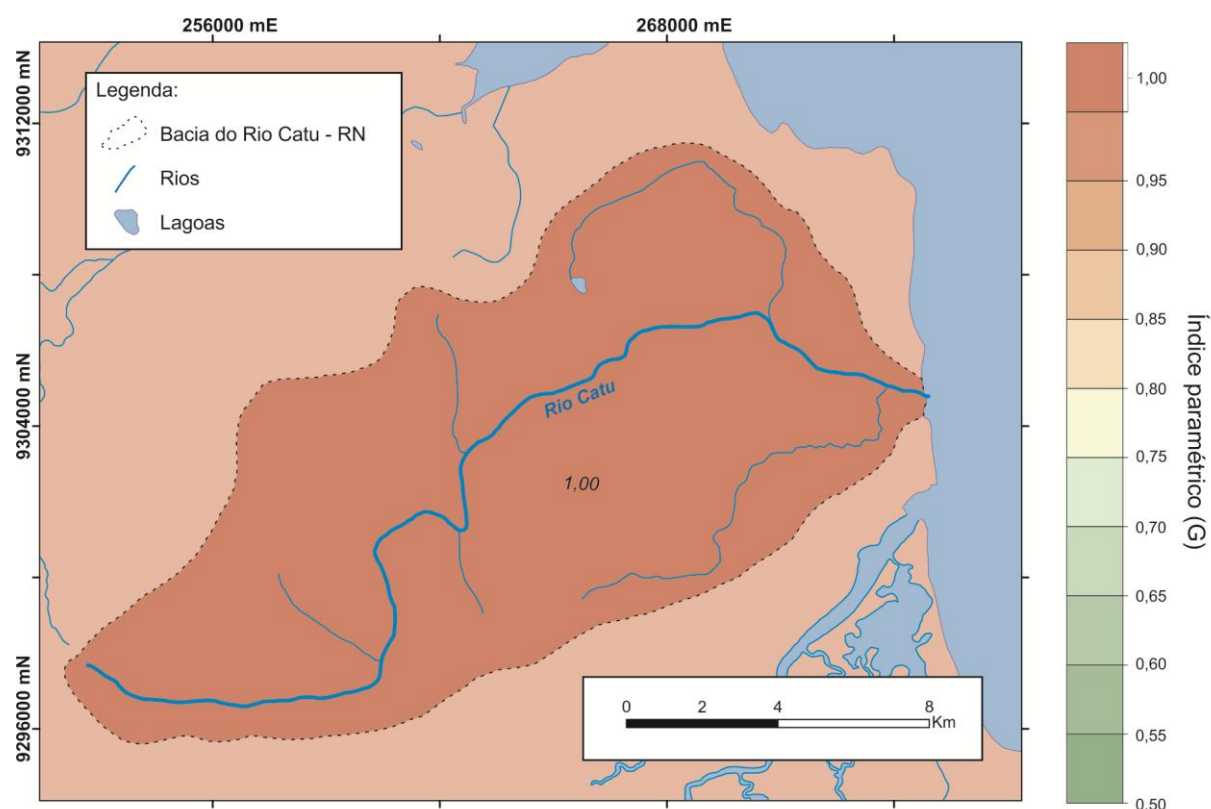 256000 mE
268000 mE
9312000 mN
9304000 mN
9296000 mN
Legenda:
Bacia do Rio Catu - RN
Rios
Lagoas
Rio Catu
1,00
0
2
4
8
Km
1,00
0,95
0,90
0,85
0,80
0,75
0,70
0,65
0,60
0,55
0,50
Índice paramétrico (G)